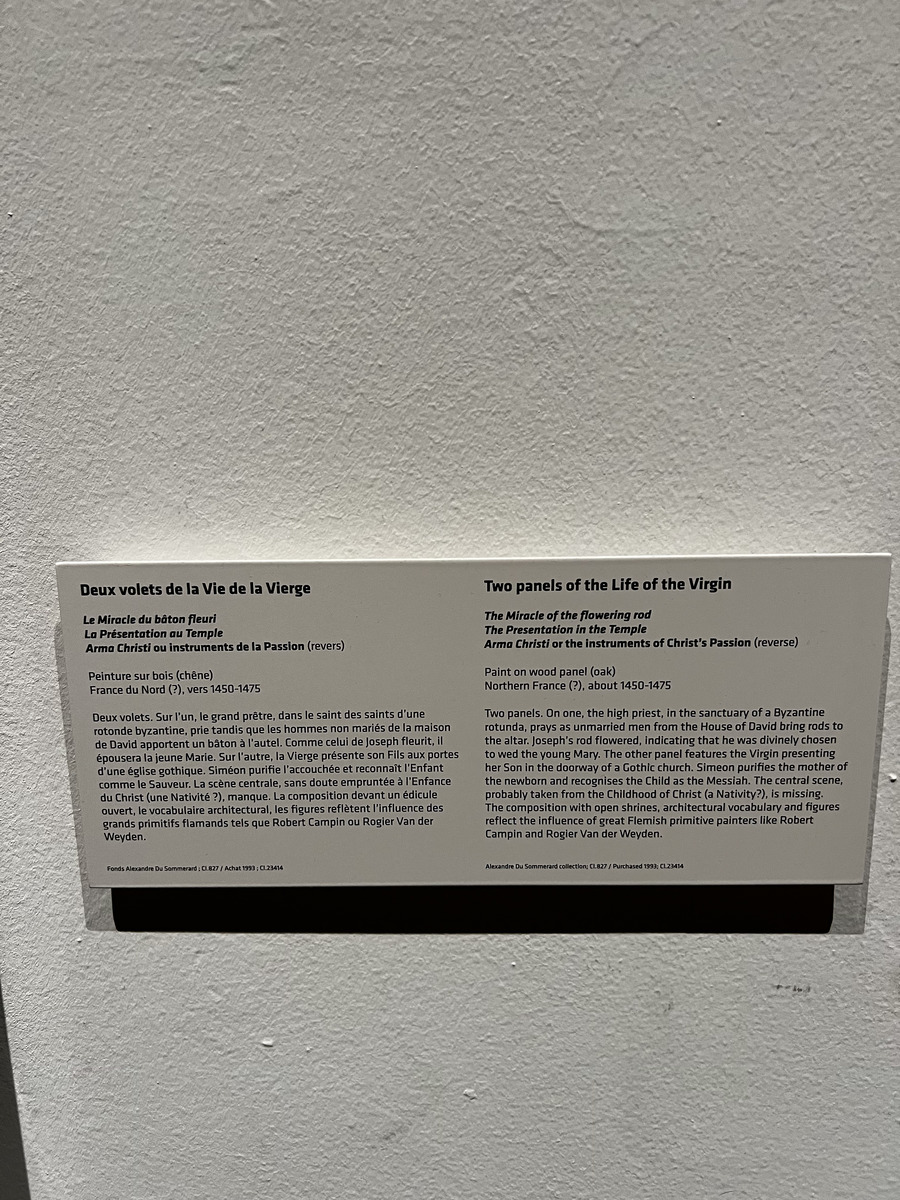 Deux volets de la Vie de la Vierge
Le Miracle du bâton fleuri
La Présentation au Temple
Arma Christi ou instruments de la Passion (revers)
Peinture sur bois (chêne)
France du Nord (?), vers 1450-1475
Deux volets. Sur l'un, le grand prêtre, dans le saint des saints d'une
rotonde byzantine, prie tandis que les hommes non mariés de la maison
de David apportent un bâton à l'autel. Comme celui de Joseph fleurit, il
épousera la jeune Marie. Sur l'autre, la Vierge présente son Fils aux portes
d'une église gothique. Siméon purifie l'accouchée et reconnaît l'Enfant
comme le Sauveur. La scène centrale, sans doute empruntée à l'Enfance
du Christ (une Nativité ?), manque. La composition devant un édicule
ouvert, le vocabulaire architectural, les figures reflètent l'influence des
grands primitifs flamands tels que Robert Campin ou Rogier Van der
Weyden.
Fonds Alexandre Du Sommerard ; Cl.827 / Achat 1993 ; Cl.23414
Two panels of the Life of the Virgin
The Miracle of the flowering rod
The Presentation in the Temple
Arma Christi or the instruments of Christ's Passion (reverse)
Paint on wood panel (oak)
Northern France (?), about 1450-1475
Two panels. On one, the high priest, in the sanctuary of a Byzantine
rotunda, prays as unmarried men from the House of David bring rods to
the altar. Joseph's rod flowered, indicating that he was divinely chosen
to wed the young Mary. The other panel features the Virgin presenting
her Son in the doorway of a Gothic church. Simeon purifies the mother of
the newborn and recognises the Child as the Messiah. The central scene,
probably taken from the Childhood of Christ (a Nativity?), is missing.
The composition with open shrines, architectural vocabulary and figures
reflect the influence of great Flemish primitive painters like Robert
Campin and Rogier Van der Weyden.
Alexandre Du Sommerard collection; Cl.827 / Purchased 1993; Cl.23414